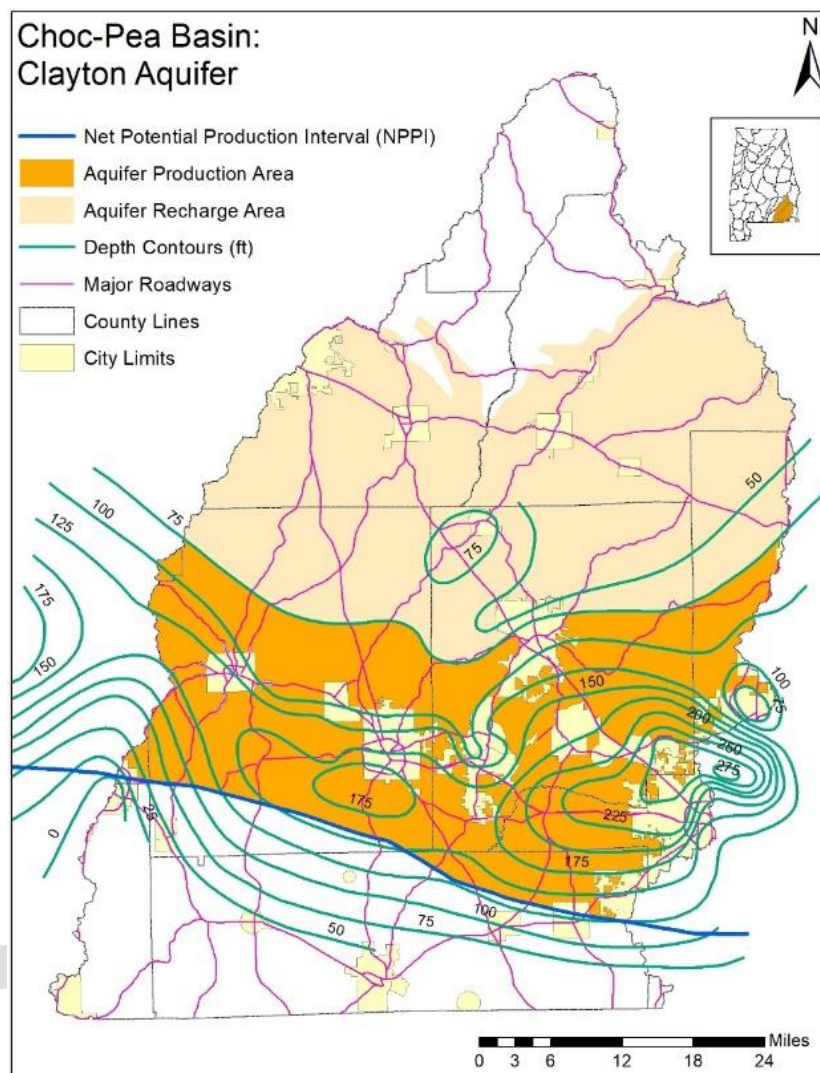 Choc-Pea Basin:
Clayton Aquifer
N
Net Potential Production Interval (NPPI)
Aquifer Production Area
Aquifer Recharge Area
Depth Contours (ft)
Major Roadways
County Lines
City Limits
50
75
100
125
75
175
150
150
100
75
200
250
275
175
225
25
0
175
100
75
50
Miles
0 3 6 12 18 24